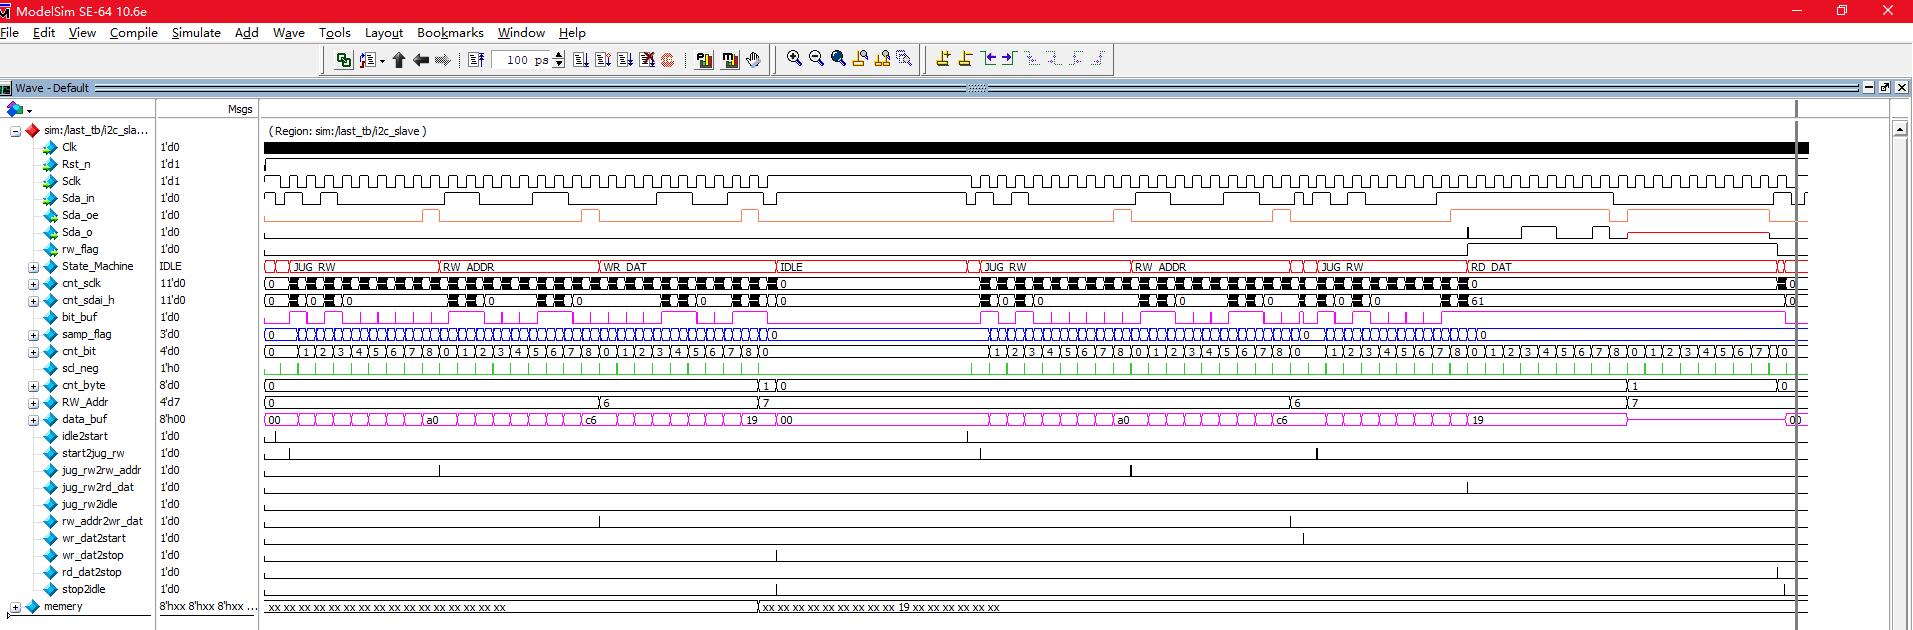 ModelSim SE-64 10.6e
File Edit View Compile Simulate Add Wave Tools Layout Bookmarks Window Help
100 ps
Wave - Default
Msgs
sim:/last_tb/i2c_sla... (Region: sim:/last_tb/i2c_slave )
Clk 1'd0
Rst_n 1'd1
Sclk 1'd1
Sda_in 1'd0
Sda_oe 1'd0
Sda_o 1'd0
rw_flag 1'd0
State_Machine IDLE JUG_RW RW_ADDR WR_DAT IDLE JUG_RW RW_ADDR JUG_RW RD_DAT
cnt_sclk 11'd0 0 0 0 0
cnt_sdai_h 11'd0 0 0 0 0 0 0 0 0 0 0 0 0 0 0 61 0
bit_buf 1'd0
samp_flag 3'd0 0 0 0 0
cnt_bit 4'd0 0 1 2 3 4 5 6 7 8 0 1 2 3 4 5 6 7 8 0 1 2 3 4 5 6 7 8 0 1 2 3 4 5 6 7 8 0 1 2 3 4 5 6 7 8 0 1 2 3 4 5 6 7 8 0 1 2 3 4 5 6 7 8 0 1 2 3 4 5 6 7 0
scl_neg 1'h0
cnt_byte 8'd0 0 1 0 1 0
RW_Addr 4'd7 0 6 7 6 7
data_buf 8'h00 00 a0 c6 19 00 a0 c6 19 00
idle2start 1'd0
start2jug_rw 1'd0
jug_rw2rw_addr 1'd0
jug_rw2rd_dat 1'd0
jug_rw2idle 1'd0
rw_addr2wr_dat 1'd0
wr_dat2start 1'd0
wr_dat2stop 1'd0
rd_dat2stop 1'd0
stop2idle 1'd0
memery 8'hxx 8'hxx 8'hxx ... xx xx xx xx xx xx xx xx xx xx xx xx xx xx xx xx xx xx xx xx xx xx xx xx xx 19 xx xx xx xx xx xx